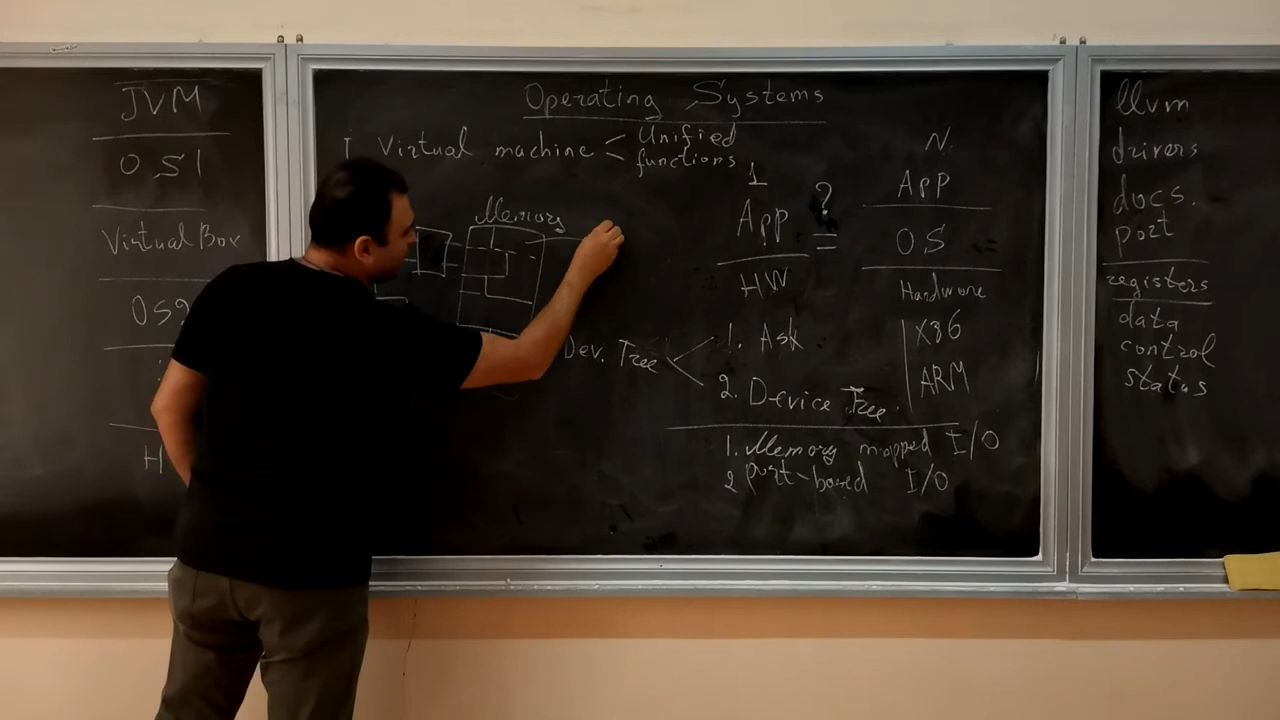 JVM
OS1
Virtual Box
OS2
H
Operating Systems
I Virtual machine < Unified
functions
Memory
1
App
HW
?
=
N
App
OS
Hardware
X86
ARM
Dev. Tree
1. Ask
2. Device Tree
1. Memory mapped I/O
2 port-based I/O
llvm
drivers
docs.
port
registers
data
control
status